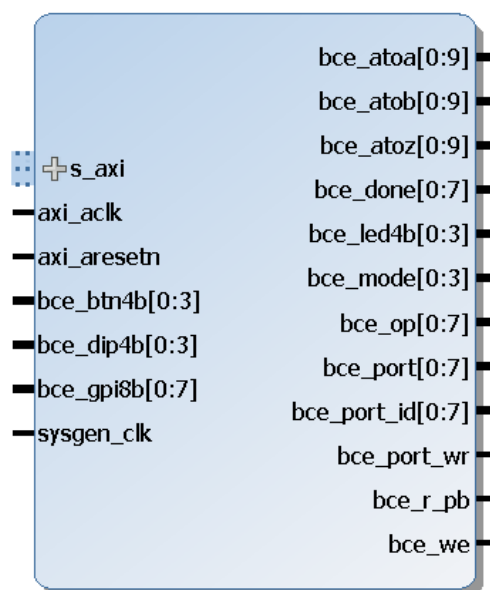 s_axi
axi_aclk
axi_aresetn
bce_btn4b[0:3]
bce_dip4b[0:3]
bce_gpi8b[0:7]
sysgen_clk
bce_atoa[0:9]
bce_atob[0:9]
bce_atoz[0:9]
bce_done[0:7]
bce_led4b[0:3]
bce_mode[0:3]
bce_op[0:7]
bce_port[0:7]
bce_port_id[0:7]
bce_port_wr
bce_r_pb
bce_we